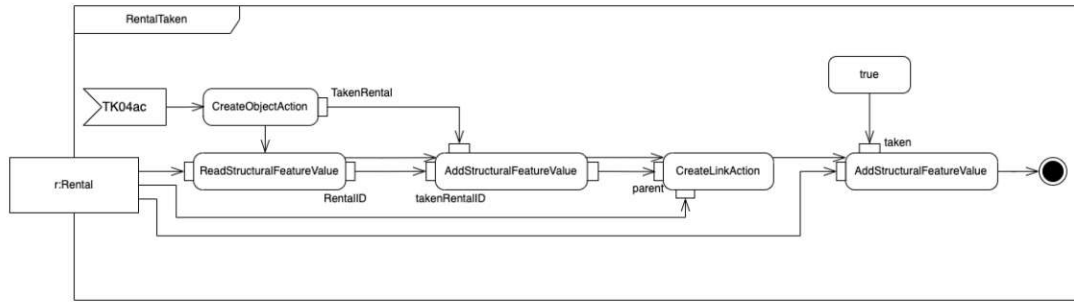 RentalTaken
true
TK04ac
CreateObjectAction
TakenRental
taken
r:Rental
ReadStructuralFeatureValue
AddStructuralFeatureValue
CreateLinkAction
AddStructuralFeatureValue
RentalID
takenRentalID
parent